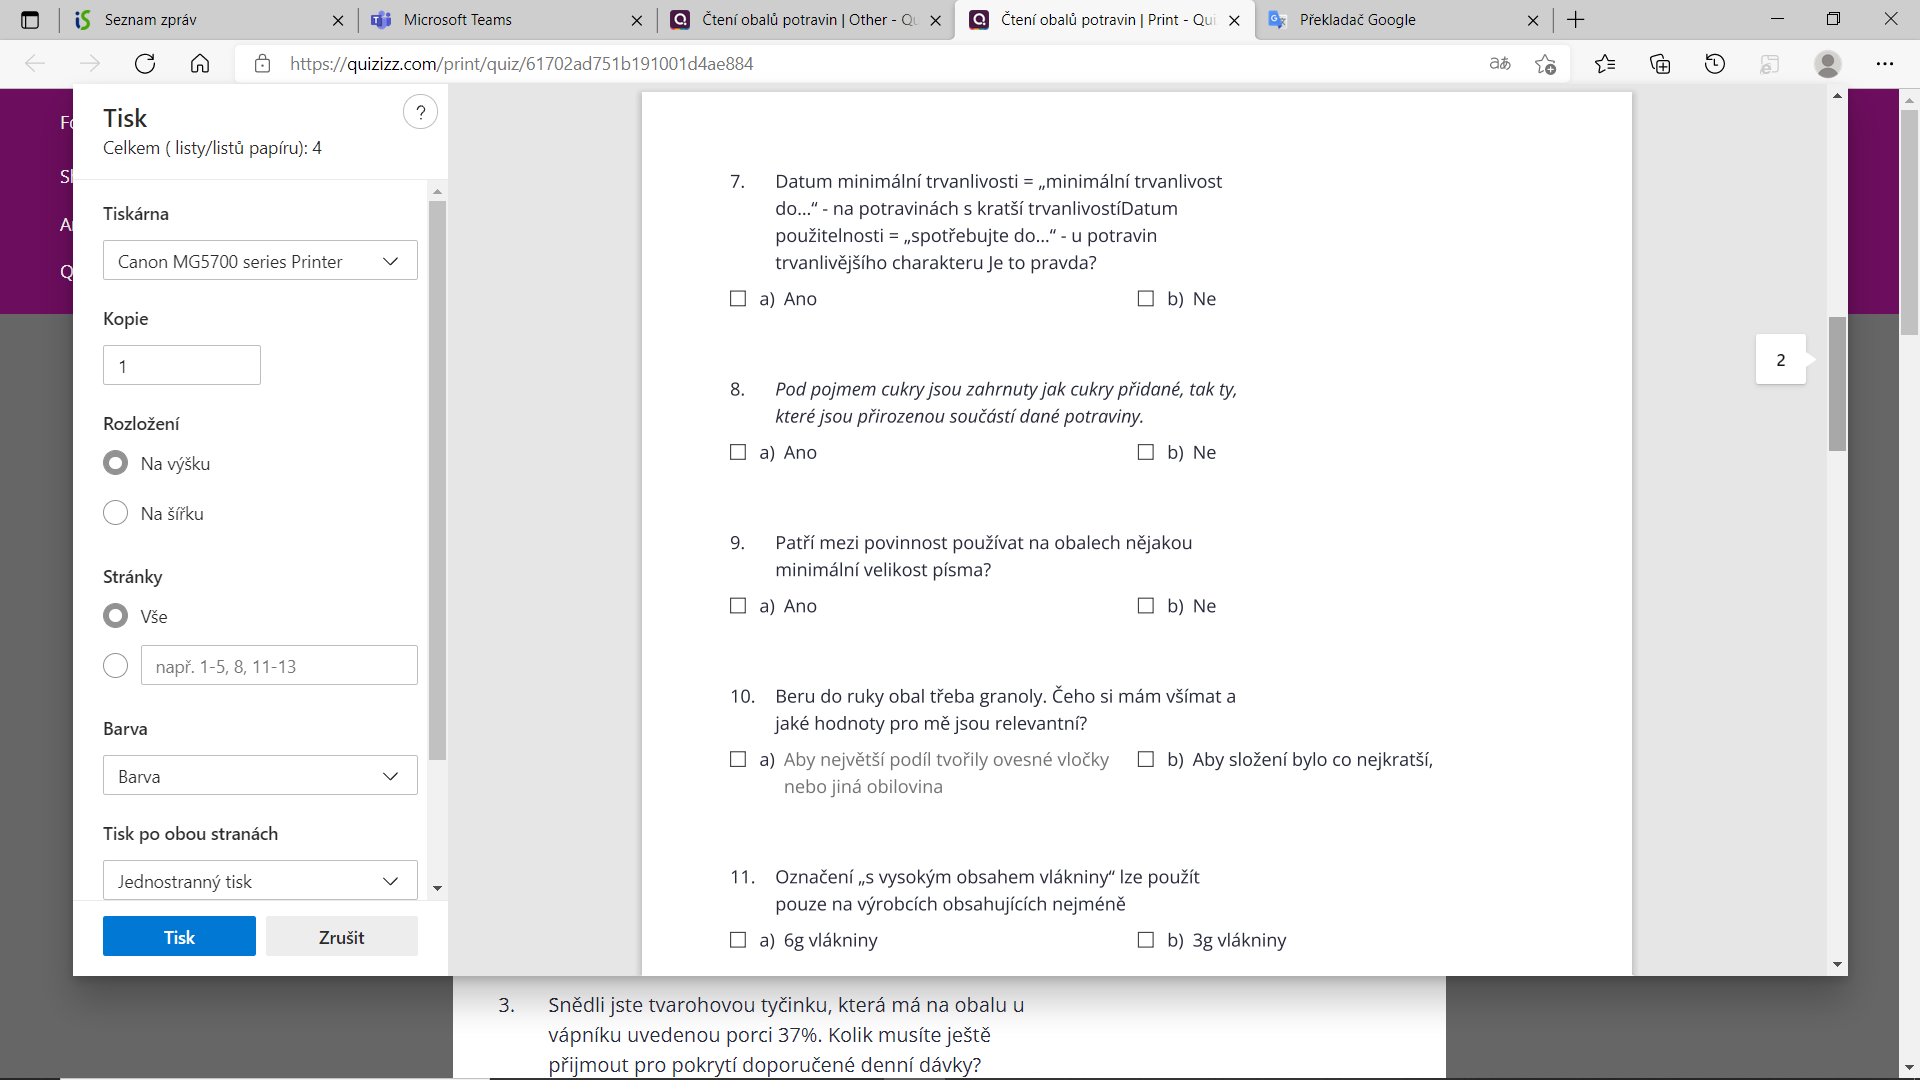 Seznam zpráv
Microsoft Teams
Čtení obalů potravin | Other - Qu
Čtení obalů potravin | Print - Qui
Překladač Google
https://quizizz.com/print/quiz/61702ad751b191001d4ae884
Tisk
?
Celkem ( listy/listů papíru): 4
Tiskárna
Canon MG5700 series Printer
Kopie
1
Rozložení
Na výšku
Na šířku
Stránky
Vše
např. 1-5, 8, 11-13
Barva
Barva
Tisk po obou stranách
Jednostranný tisk
Tisk
Zrušit
7. Datum minimální trvanlivosti = „minimální trvanlivost
do...“ - na potravinách s kratší trvanlivostíDatum
použitelnosti = „spotřebujte do...“ - u potravin
trvanlivějšího charakteru Je to pravda?
a) Ano b) Ne
2
8. Pod pojmem cukry jsou zahrnuty jak cukry přidané, tak ty,
které jsou přirozenou součástí dané potraviny.
a) Ano b) Ne
9. Patří mezi povinnost používat na obalech nějakou
minimální velikost písma?
a) Ano b) Ne
10. Beru do ruky obal třeba granoly. Čeho si mám všímat a
jaké hodnoty pro mě jsou relevantní?
a) Aby největší podíl tvořily ovesné vločky b) Aby složení bylo co nejkratší,
nebo jiná obilovina
11. Označení „s vysokým obsahem vlákniny“ lze použít
pouze na výrobcích obsahujících nejméně
a) 6g vlákniny b) 3g vlákniny
3. Snědli jste tvarohovou tyčinku, která má na obalu u
vápníku uvedenou porci 37%. Kolik musíte ještě
přijmout pro pokrytí doporučené denní dávky?